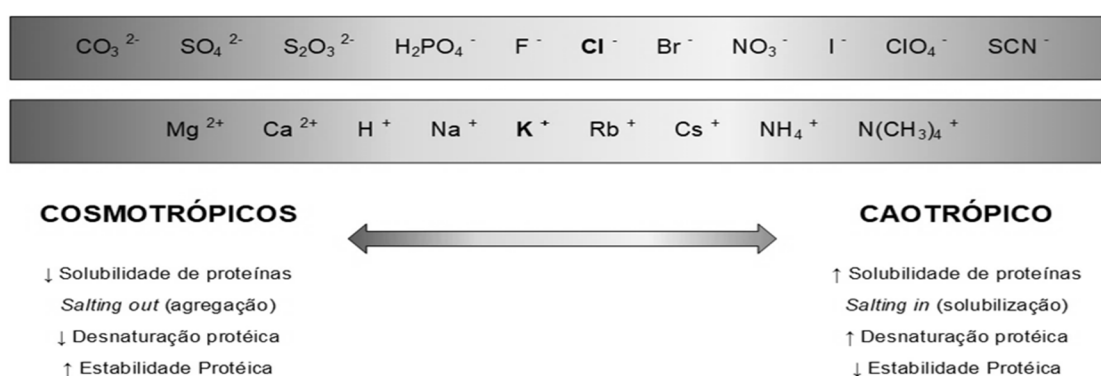 CO₃ ²⁻ SO₄ ²⁻ S₂O₃ ²⁻ H₂PO₄ ⁻ F ⁻ Cl ⁻ Br ⁻ NO₃ ⁻ I ⁻ ClO₄ ⁻ SCN ⁻
Mg ²⁺ Ca ²⁺ H ⁺ Na ⁺ K ⁺ Rb ⁺ Cs ⁺ NH₄ ⁺ N(CH₃)₄ ⁺
COSMOTRÓPICOS
↓ Solubilidade de proteínas
Salting out (agregação)
↓ Desnaturação protéica
↑ Estabilidade Protéica
CAOTRÓPICO
↑ Solubilidade de proteínas
Salting in (solubilização)
↑ Desnaturação protéica
↓ Estabilidade Protéica